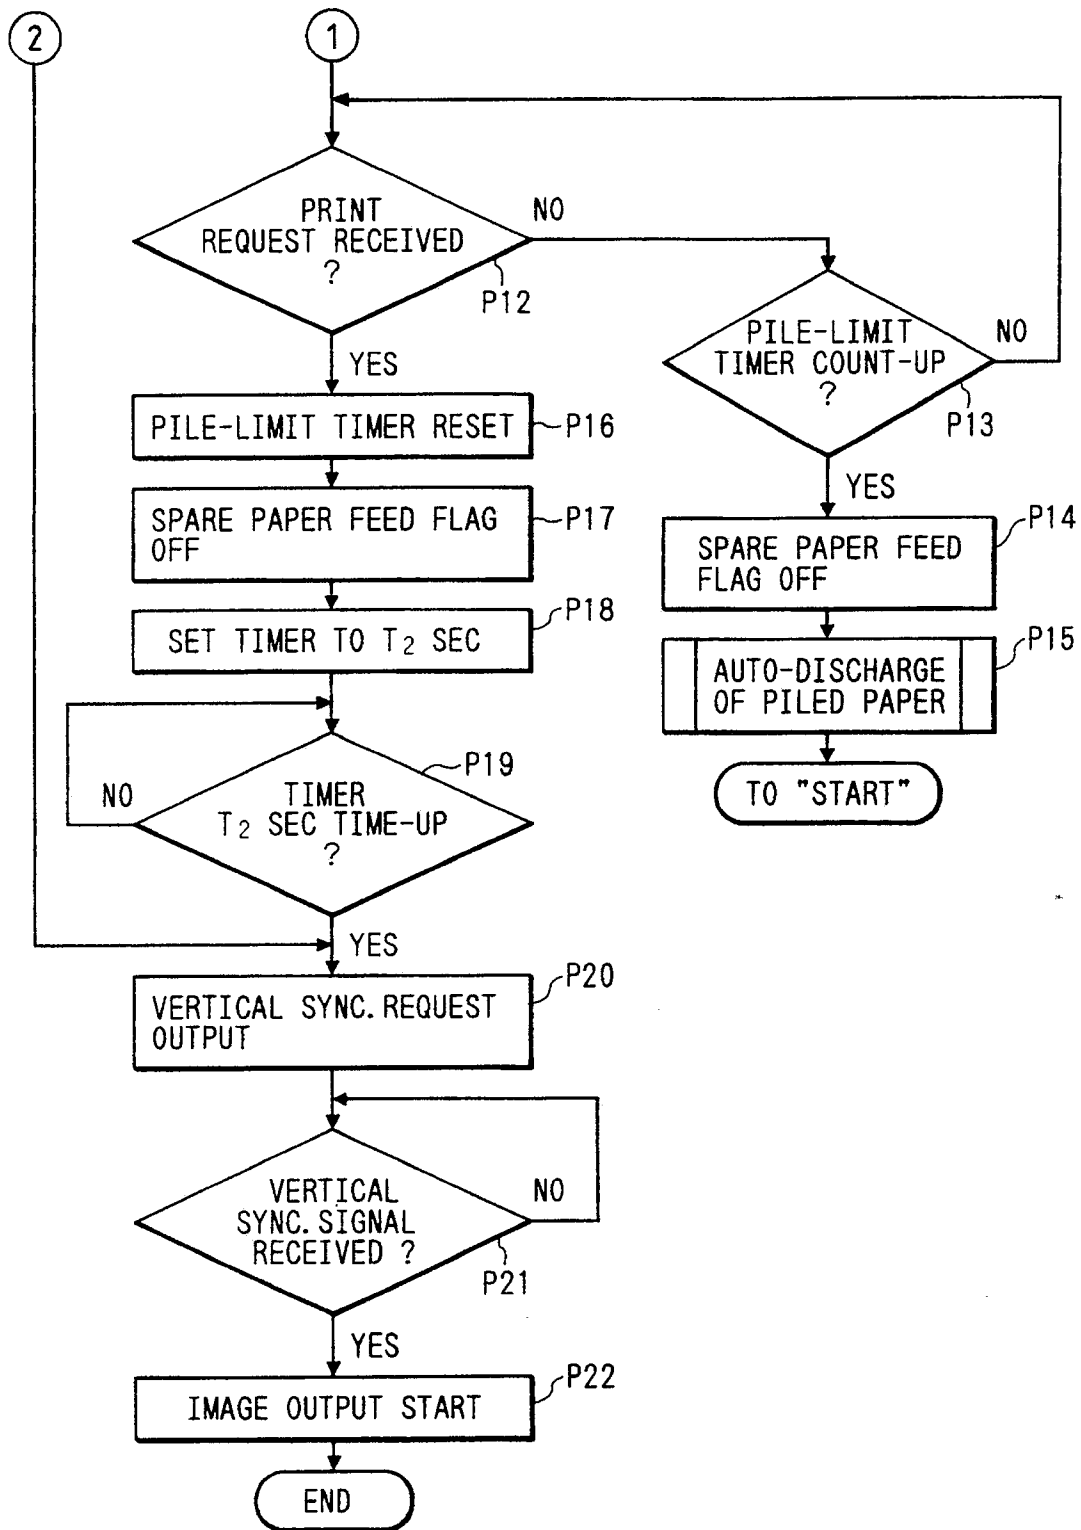 2
1
PRINT
REQUEST RECEIVED
?
NO
P12
YES
PILE-LIMIT
TIMER COUNT-UP
?
NO
P13
YES
PILE-LIMIT TIMER RESET
P16
SPARE PAPER FEED FLAG
OFF
P17
SPARE PAPER FEED
FLAG OFF
P14
SET TIMER TO T2 SEC
P18
AUTO-DISCHARGE
OF PILED PAPER
P15
TO "START"
TIMER
T2 SEC TIME-UP
?
P19
NO
YES
VERTICAL SYNC. REQUEST
OUTPUT
P20
VERTICAL
SYNC. SIGNAL
RECEIVED ?
NO
P21
YES
IMAGE OUTPUT START
P22
END